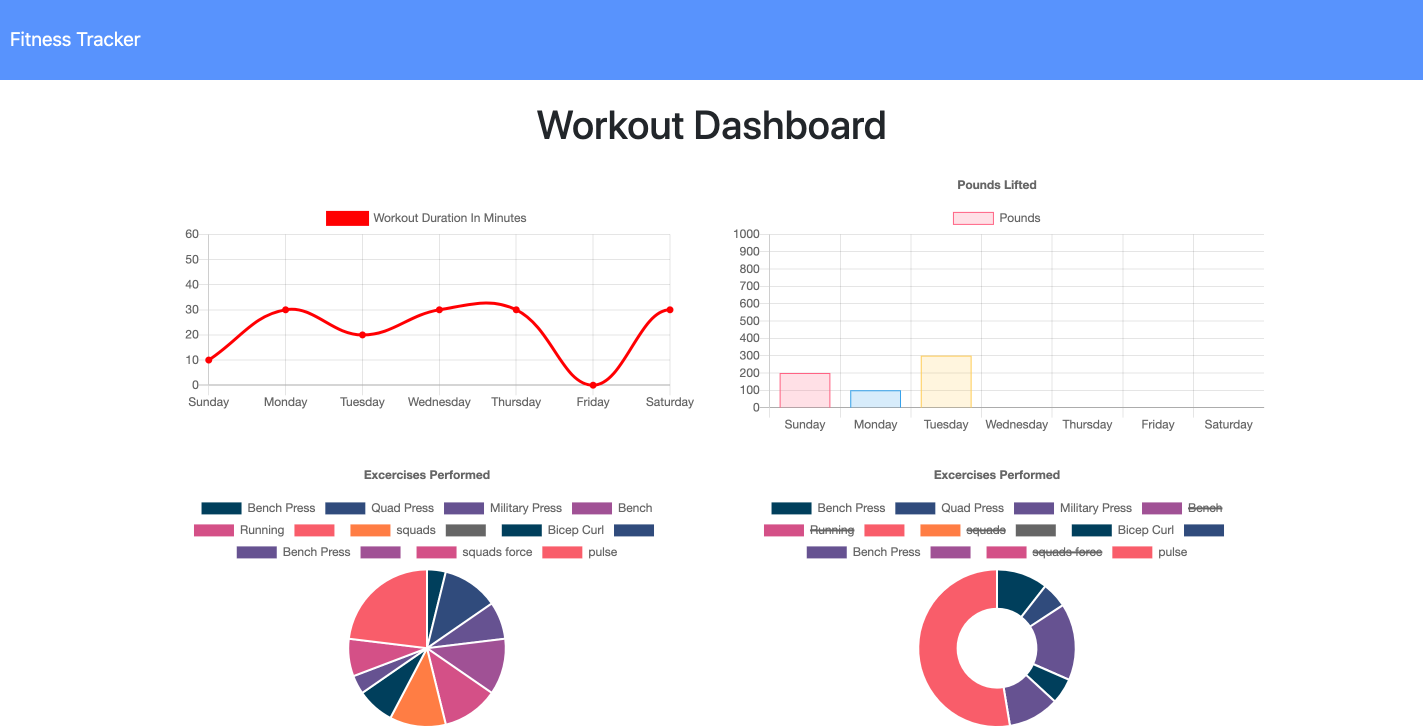 Fitness Tracker
Workout Dashboard
Workout Duration In Minutes
60
50
40
30
20
10
0
Sunday Monday Tuesday Wednesday Thursday Friday Saturday
Pounds Lifted
Pounds
1000
900
800
700
600
500
400
300
200
100
0
Sunday Monday Tuesday Wednesday Thursday Friday Saturday
Excercises Performed
Bench Press Quad Press Military Press Bench
Running squads Bicep Curl
Bench Press squads force pulse
Excercises Performed
Bench Press Quad Press Military Press Bench
Running squads Bicep Curl
Bench Press squads force pulse